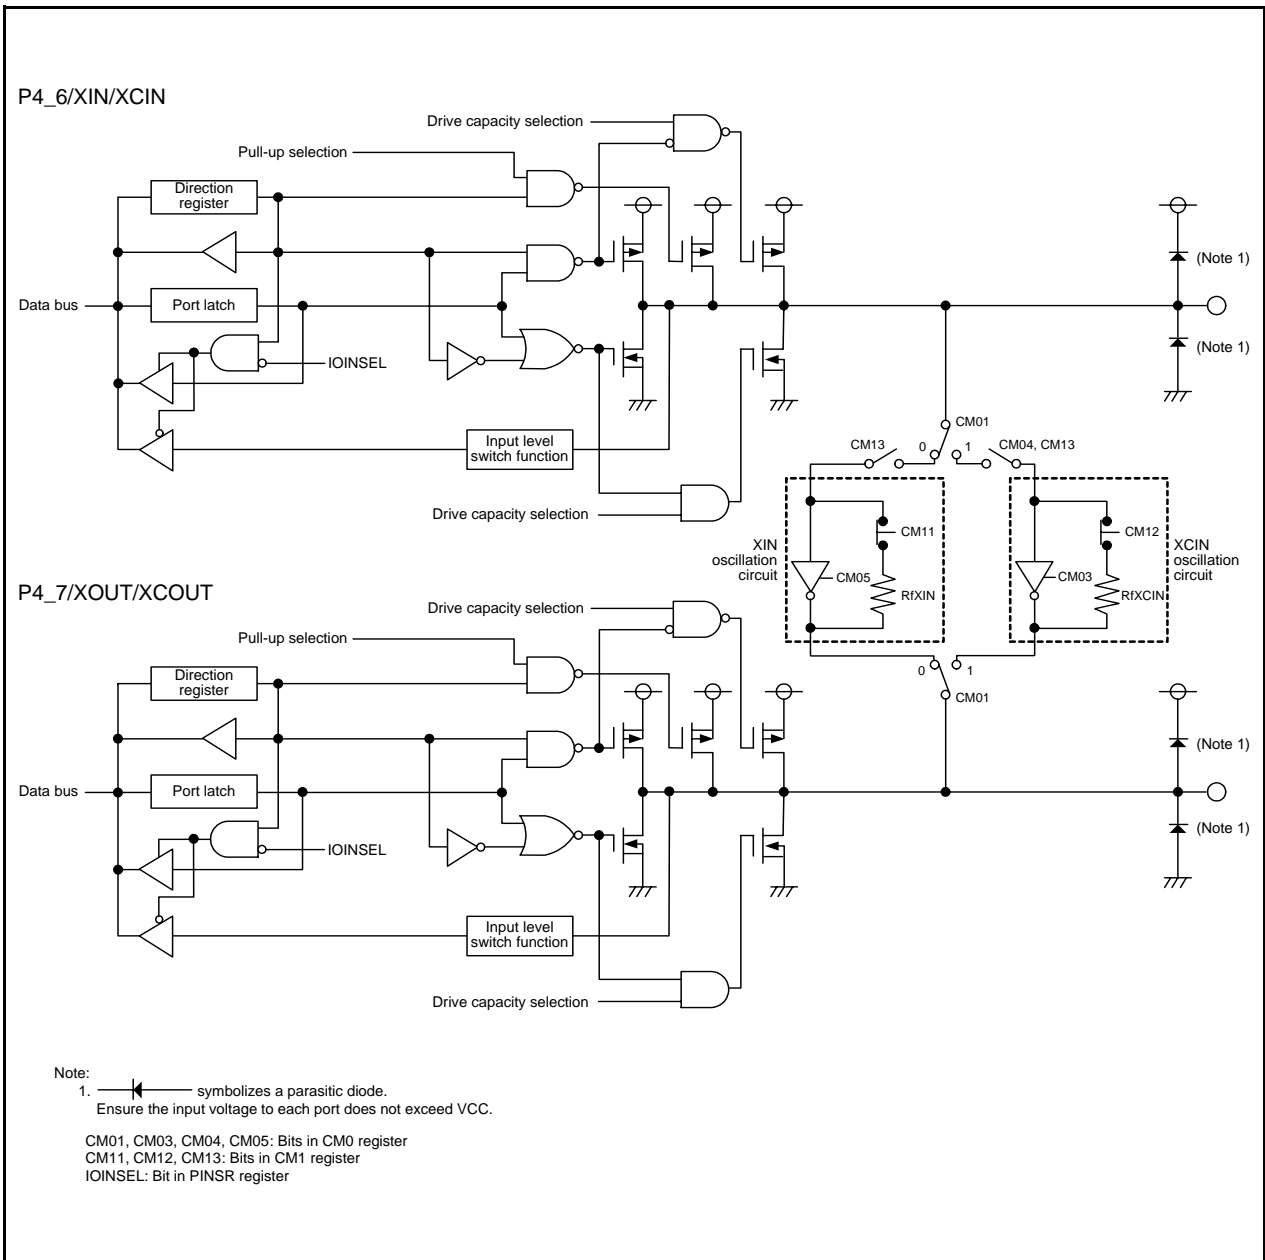 P4_6/XIN/XCIN
Drive capacity selection
Pull-up selection
Direction
register
(Note 1)
Data bus
Port latch
(Note 1)
IOINSEL
CM01
CM13
0
1
CM04, CM13
Input level
switch function
Drive capacity selection
XIN
oscillation
circuit
CM11
CM05
RfXIN
CM12
CM03
RfXCIN
XCIN
oscillation
circuit
P4_7/XOUT/XCOUT
Drive capacity selection
Pull-up selection
0
1
CM01
Direction
register
(Note 1)
Data bus
Port latch
(Note 1)
IOINSEL
Input level
switch function
Drive capacity selection
Note:
1. symbolizes a parasitic diode.
Ensure the input voltage to each port does not exceed VCC.
CM01, CM03, CM04, CM05: Bits in CM0 register
CM11, CM12, CM13: Bits in CM1 register
IOINSEL: Bit in PINSR register